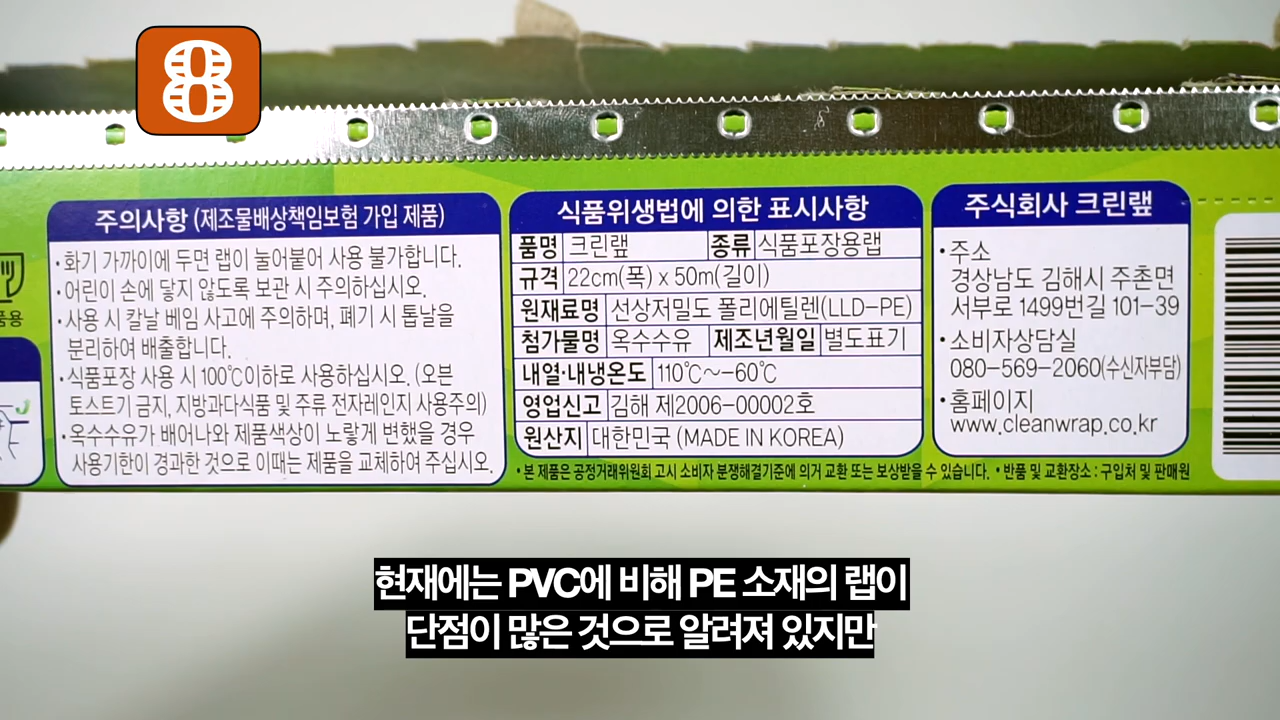 8
주의사항 (제조물배상책임보험 가입 제품)
• 화기 가까이에 두면 랩이 눌어붙어 사용 불가합니다.
• 어린이 손에 닿지 않도록 보관 시 주의하십시오.
• 사용 시 칼날 베임 사고에 주의하며, 폐기 시 톱날을
분리하여 배출합니다.
• 식품포장 사용 시 100℃이하로 사용하십시오. (오븐
토스트기 금지, 지방과다식품 및 주류 전자레인지 사용주의)
• 옥수수유가 배어나와 제품색상이 노랗게 변했을 경우
사용기한이 경과한 것으로 이때는 제품을 교체하여 주십시오.
식품위생법에 의한 표시사항
품명 크린랲 종류 식품포장용랩
규격 22cm(폭) x 50m(길이)
원재료명 선상저밀도 폴리에틸렌(LLD-PE)
첨가물명 옥수수유 제조년월일 별도표기
내열·내냉온도 110℃~-60℃
영업신고 김해 제2006-00002호
원산지 대한민국 (MADE IN KOREA)
주식회사 크린랲
• 주소
경상남도 김해시 주촌면
서부로 1499번길 101-39
• 소비자상담실
080-569-2060(수신자부담)
• 홈페이지
www.cleanwrap.co.kr
• 본 제품은 공정거래위원회 고시 소비자 분쟁해결기준에 의거 교환 또는 보상받을 수 있습니다. • 반품 및 교환장소 : 구입처 및 판매원
품용
현재에는 PVC에 비해 PE 소재의 랩이
단점이 많은 것으로 알려져 있지만